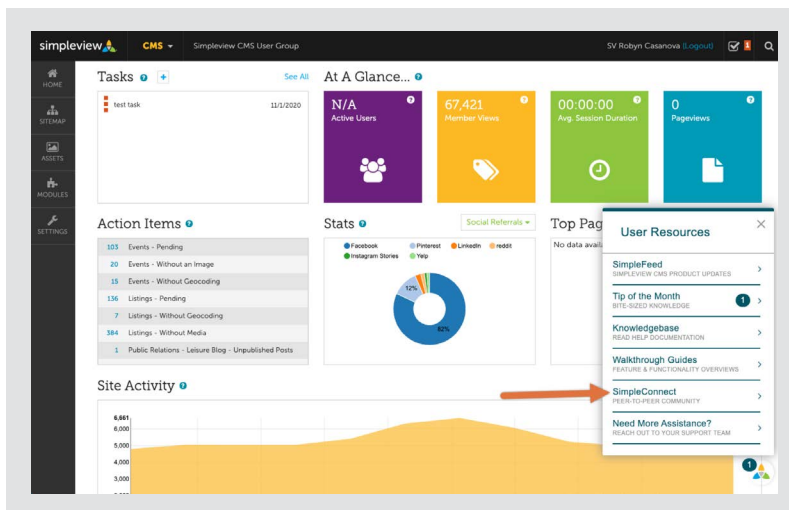 simpleview
CMS
Simpleview CMS User Group
SV Robyn Casanova (Logout)
1
HOME
SITEMAP
ASSETS
MODULES
SETTINGS
Tasks ? +
See All
test task
11/1/2020
At A Glance... ?
N/A ?
Active Users
67,421 ?
Member Views
00:00:00 ?
Avg. Session Duration
0 ?
Pageviews
Action Items ?
103 Events - Pending
20 Events - Without an Image
15 Events - Without Geocoding
136 Listings - Pending
7 Listings - Without Geocoding
384 Listings - Without Media
1 Public Relations - Leisure Blog - Unpublished Posts
Stats ?
Social Referrals
Facebook Pinterest LinkedIn reddit
Instagram Stories Yelp
12%
82%
Top Pag
No data avail
User Resources
SimpleFeed
SIMPLEVIEW CMS PRODUCT UPDATES
Tip of the Month
BITE-SIZED KNOWLEDGE
1
Knowledgebase
READ HELP DOCUMENTATION
Walkthrough Guides
FEATURE & FUNCTIONALITY OVERVIEWS
SimpleConnect
PEER-TO-PEER COMMUNITY
Need More Assistance?
REACH OUT TO YOUR SUPPORT TEAM
Site Activity ?
6,661
6,000
5,000
4,000
3,000
1